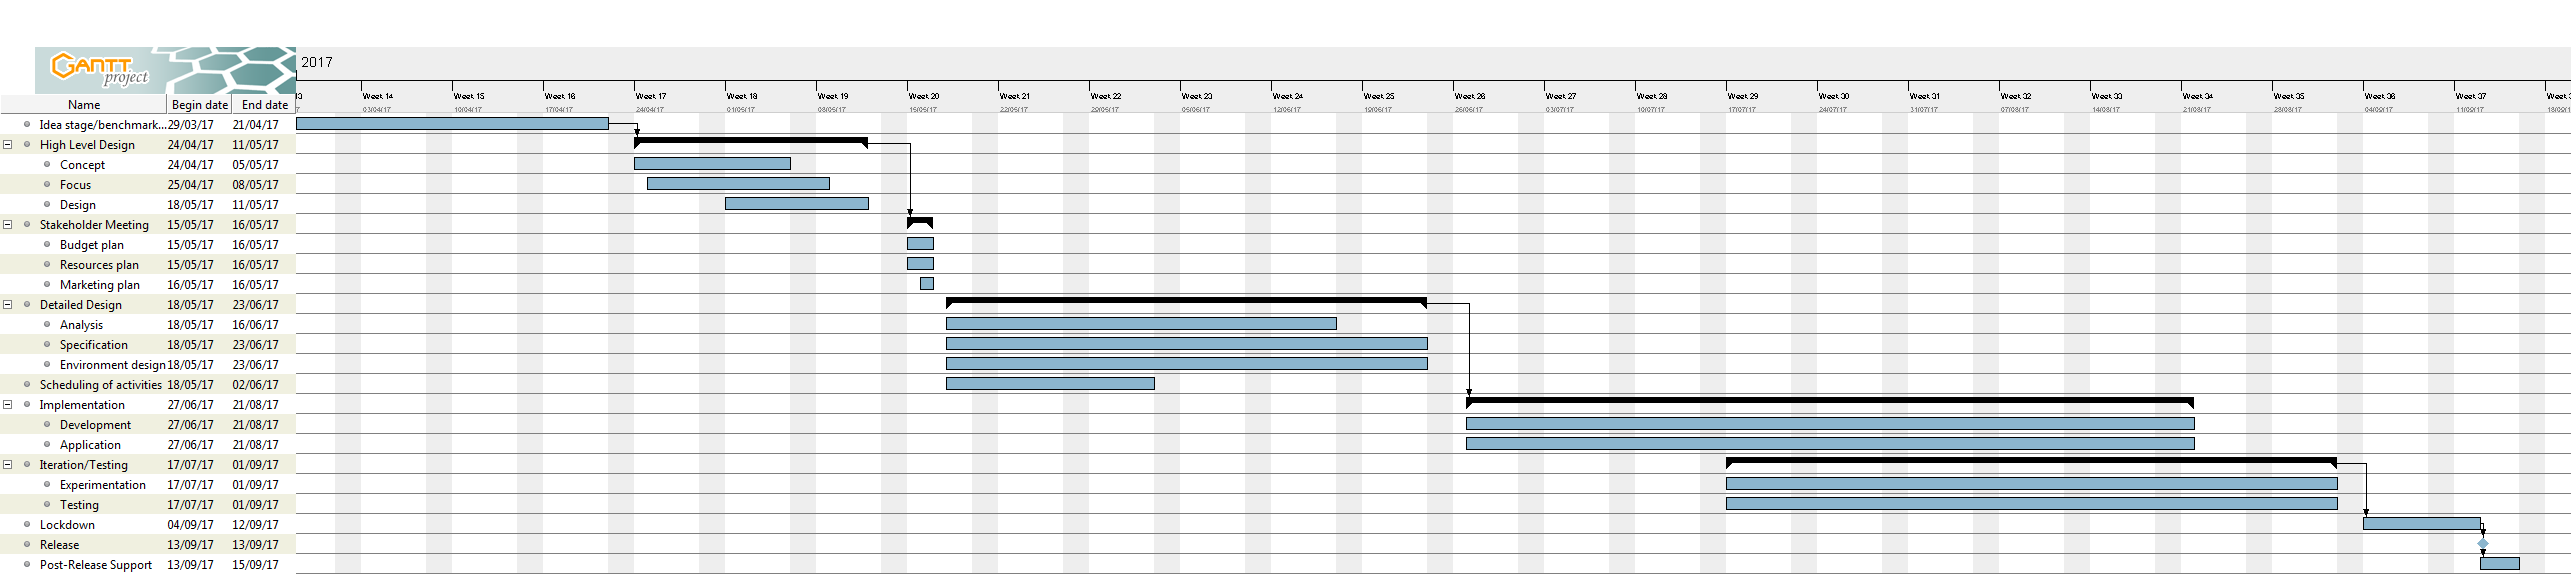 GANTT
project
2017
13 Week 14 Week 15 Week 16 Week 17 Week 18 Week 19 Week 20 Week 21 Week 22 Week 23 Week 24 Week 25 Week 26 Week 27 Week 28 Week 29 Week 30 Week 31 Week 32 Week 33 Week 34 Week 35 Week 36 Week 37 Week 3
7 03/04/17 10/04/17 17/04/17 24/04/17 01/05/17 08/05/17 15/05/17 22/05/17 29/05/17 05/06/17 12/06/17 19/06/17 26/06/17 03/07/17 10/07/17 17/07/17 24/07/17 31/07/17 07/08/17 14/08/17 21/08/17 28/08/17 04/09/17 11/09/17 18/09/1
Name Begin date End date
Idea stage/benchmark... 29/03/17 21/04/17
High Level Design 24/04/17 11/05/17
Concept 24/04/17 05/05/17
Focus 25/04/17 08/05/17
Design 18/05/17 11/05/17
Stakeholder Meeting 15/05/17 16/05/17
Budget plan 15/05/17 16/05/17
Resources plan 15/05/17 16/05/17
Marketing plan 16/05/17 16/05/17
Detailed Design 18/05/17 23/06/17
Analysis 18/05/17 16/06/17
Specification 18/05/17 23/06/17
Environment design 18/05/17 23/06/17
Scheduling of activities 18/05/17 02/06/17
Implementation 27/06/17 21/08/17
Development 27/06/17 21/08/17
Application 27/06/17 21/08/17
Iteration/Testing 17/07/17 01/09/17
Experimentation 17/07/17 01/09/17
Testing 17/07/17 01/09/17
Lockdown 04/09/17 12/09/17
Release 13/09/17 13/09/17
Post-Release Support 13/09/17 15/09/17